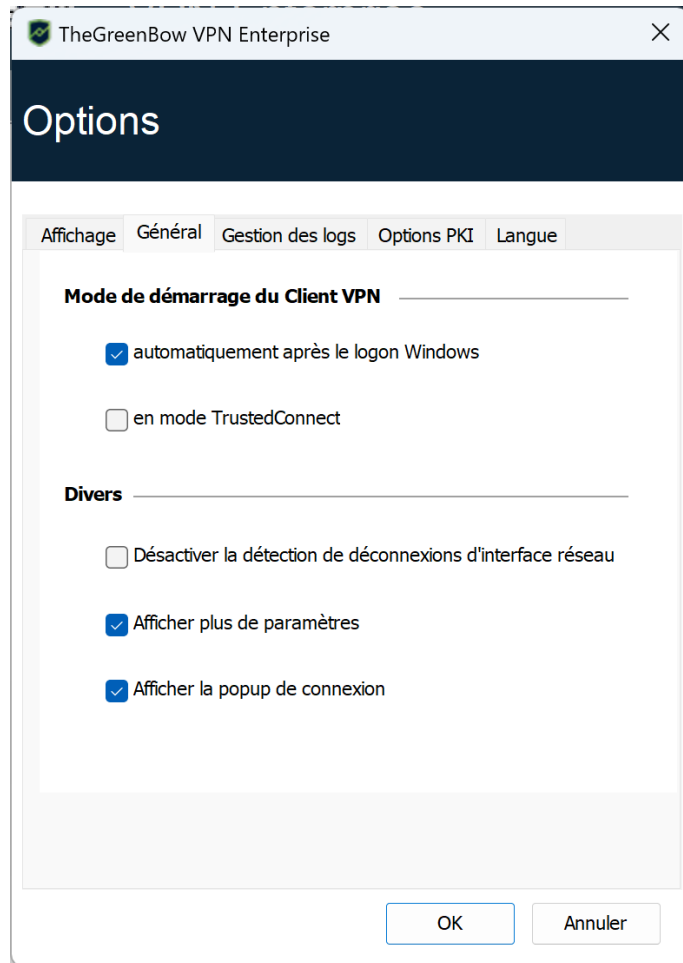 TheGreenBow VPN Enterprise
Options
Affichage Général Gestion des logs Options PKI Langue
Mode de démarrage du Client VPN
automatiquement après le logon Windows
en mode TrustedConnect
Divers
Désactiver la détection de déconnexions d'interface réseau
Afficher plus de paramètres
Afficher la popup de connexion
OK Annuler